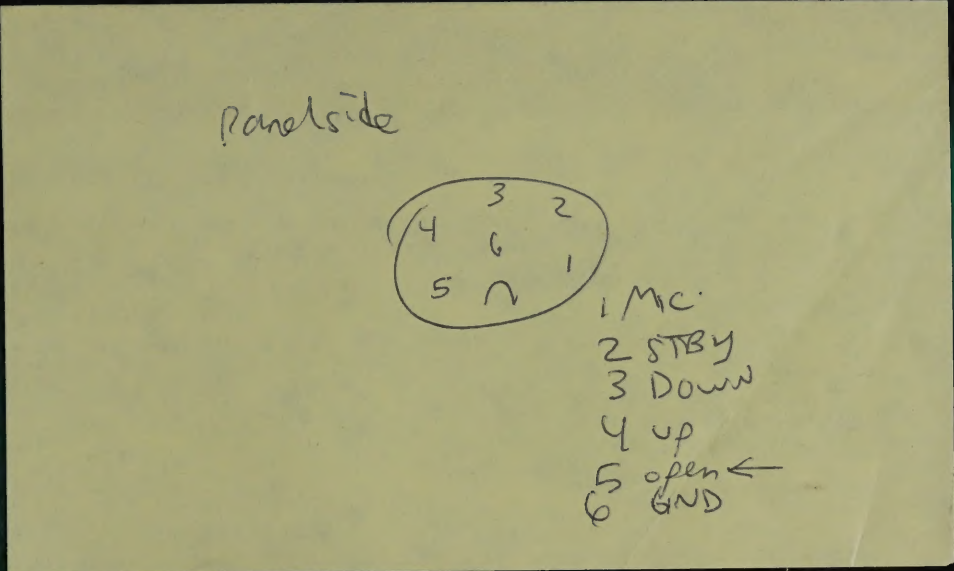 Panelside
3
2
4
6
1
5
1 Mic.
2 STBY
3 DOWN
4 up
5 open ←
6 GND